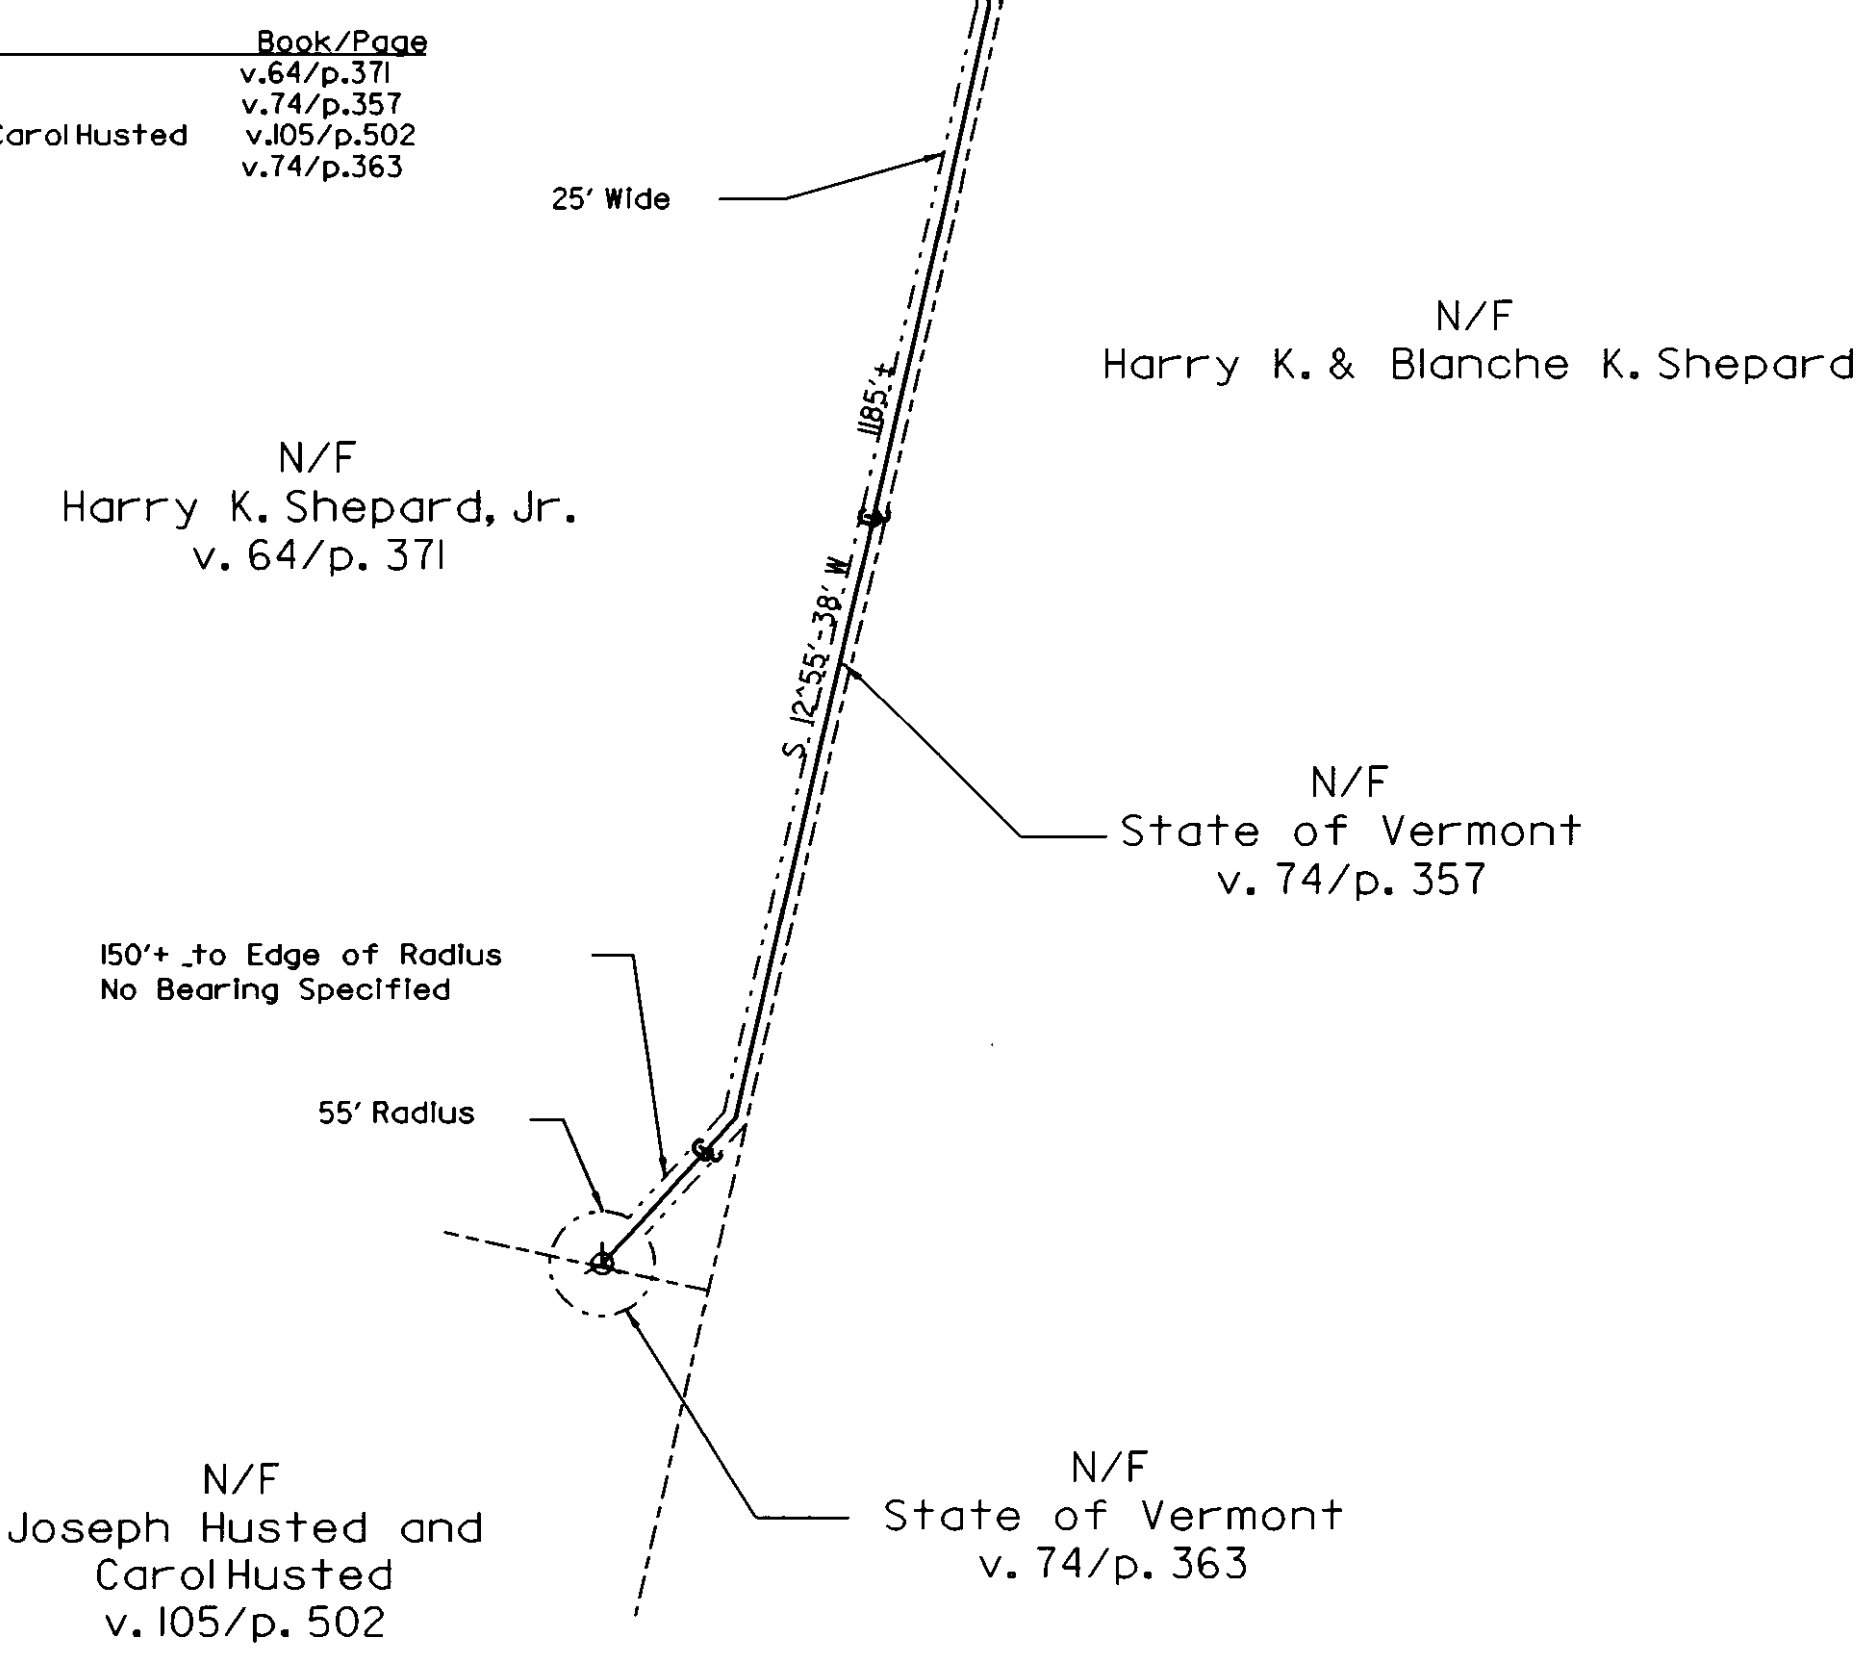 Book/Page
v.64/p.371
v.74/p.357
Carol Husted v.105/p.502
v.74/p.363
25' Wide
N/F
Harry K. & Blanche K. Shepard
1185'±
N/F
Harry K. Shepard, Jr.
v. 64/p. 371
S 12^55'-38' W
N/F
State of Vermont
v. 74/p. 357
150'+_to Edge of Radius
No Bearing Specified
55' Radius
N/F
State of Vermont
v. 74/p. 363
N/F
Joseph Husted and
Carol Husted
v. 105/p. 502